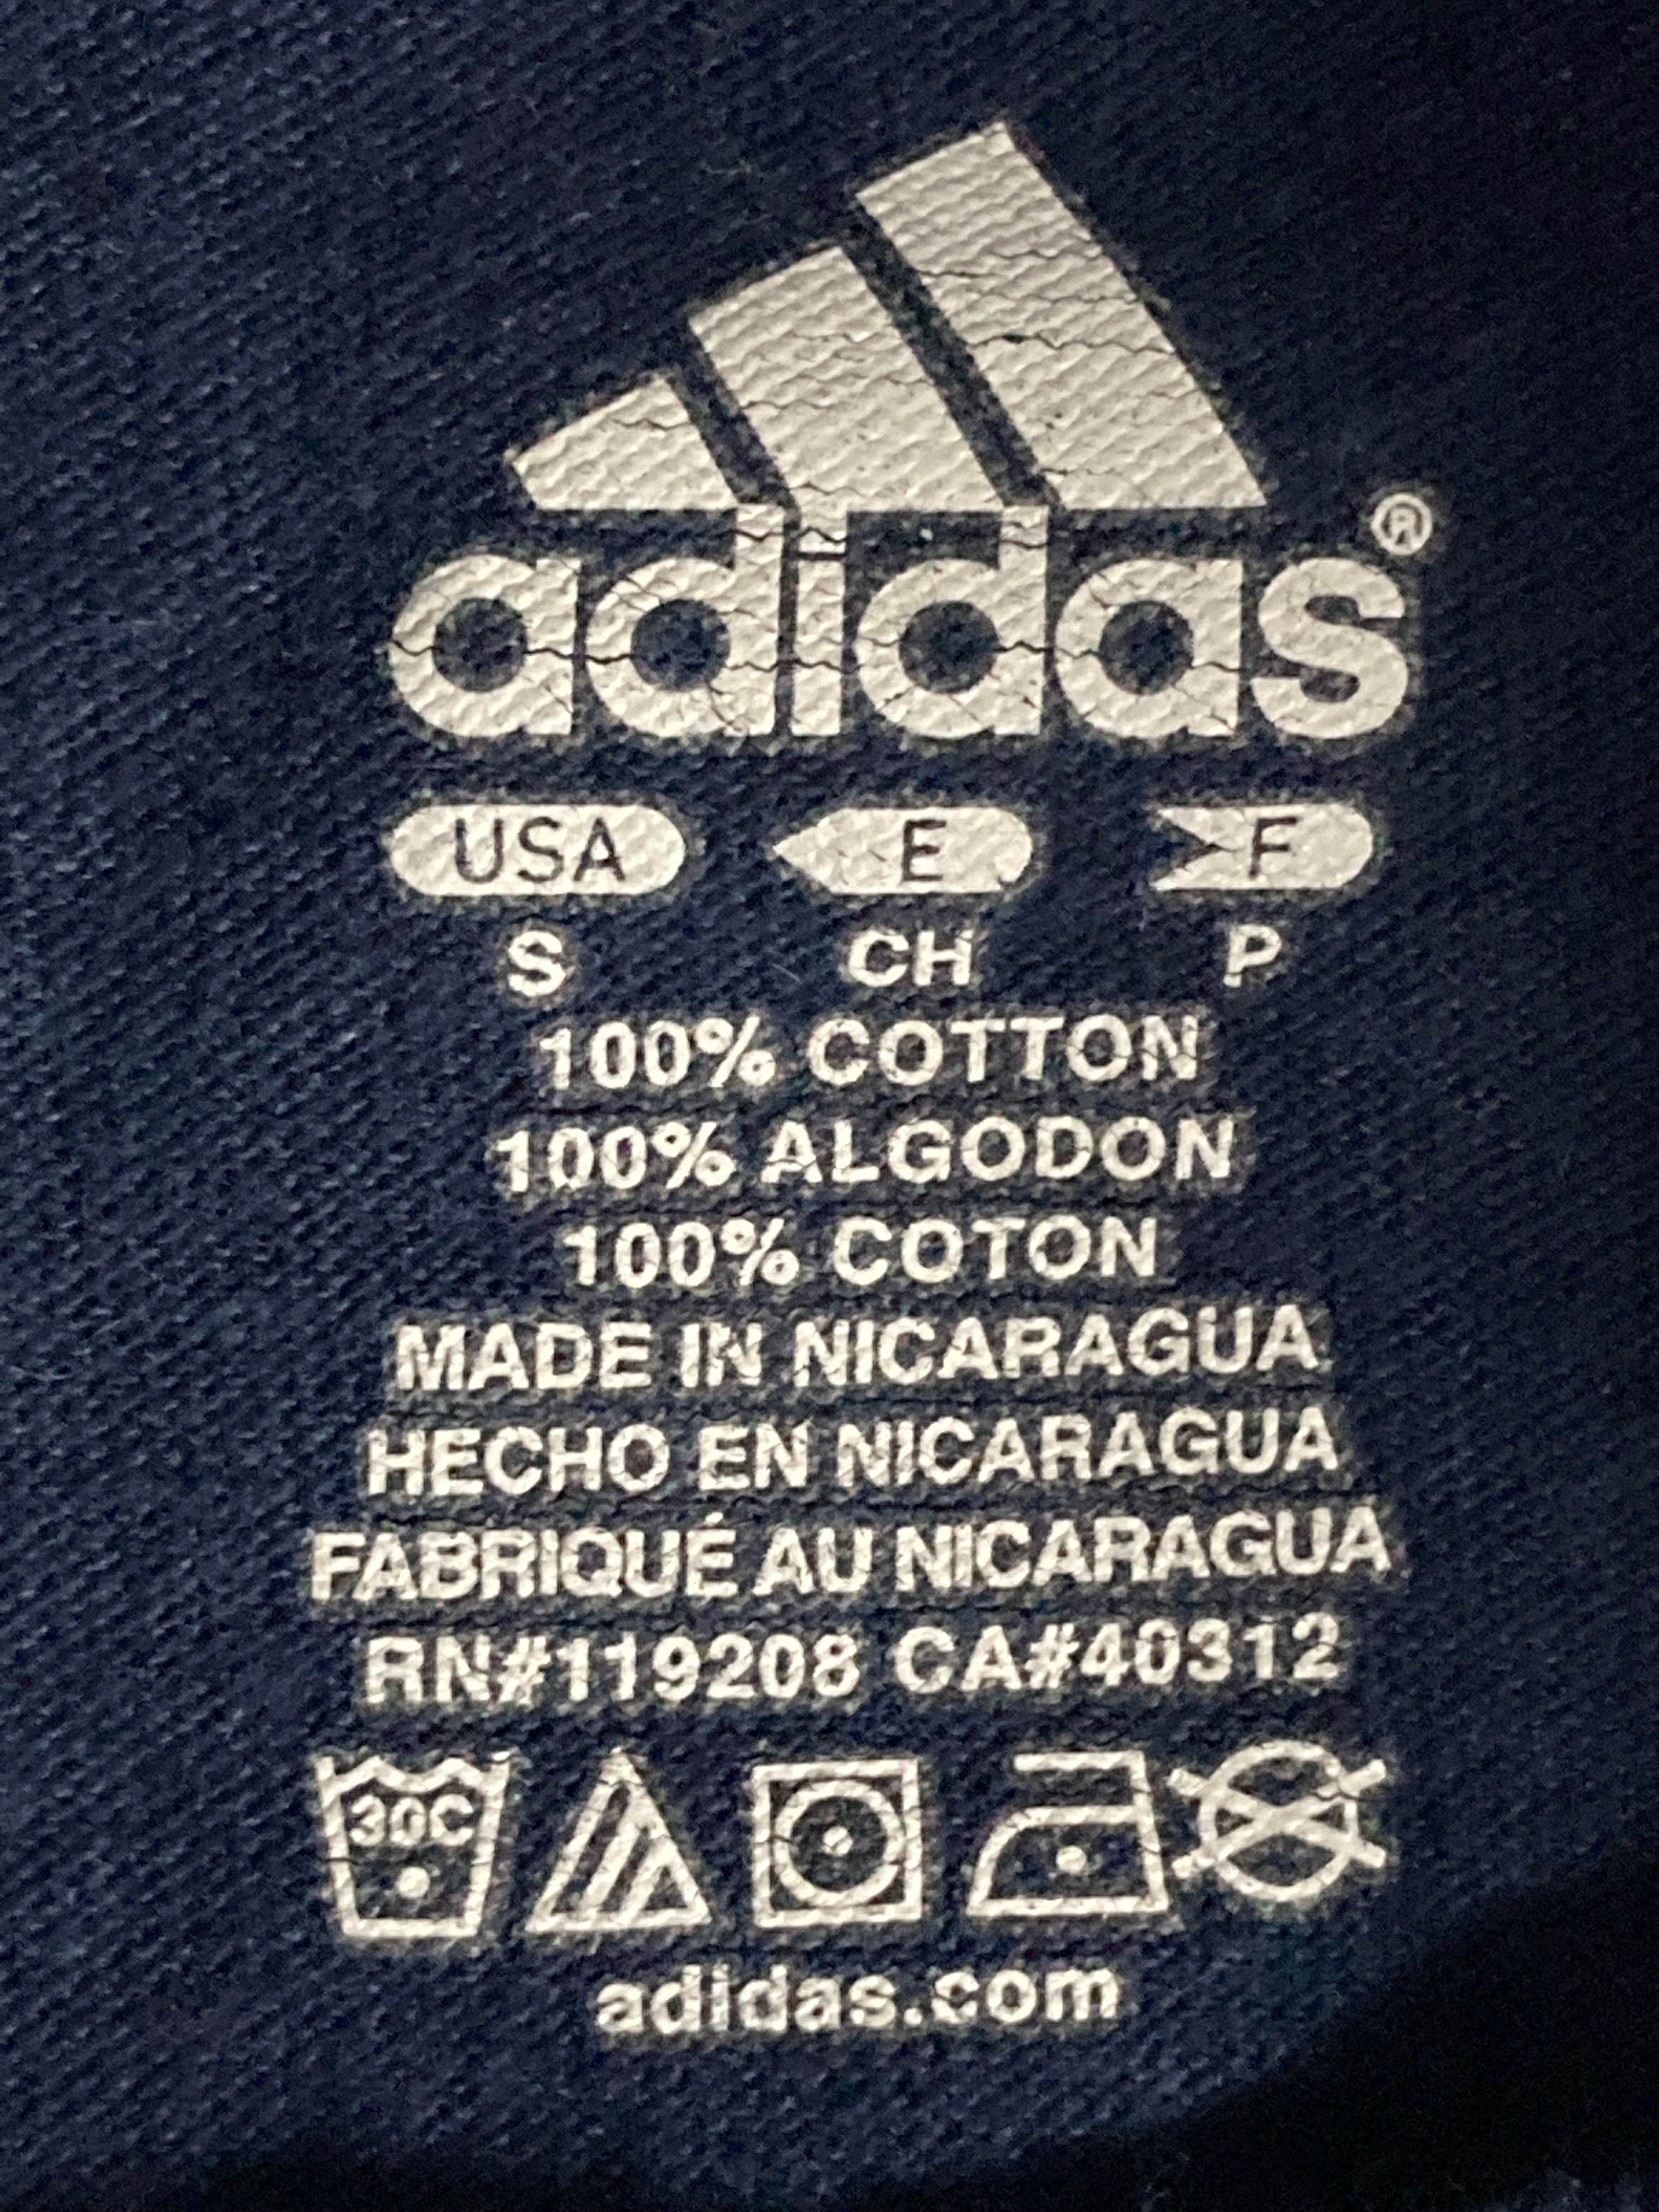 adidas®
USA E F
S CH P
100% COTTON
100% ALGODON
100% COTON
MADE IN NICARAGUA
HECHO EN NICARAGUA
FABRIQUÉ AU NICARAGUA
RN#119208 CA#40312
30C
adidas.com